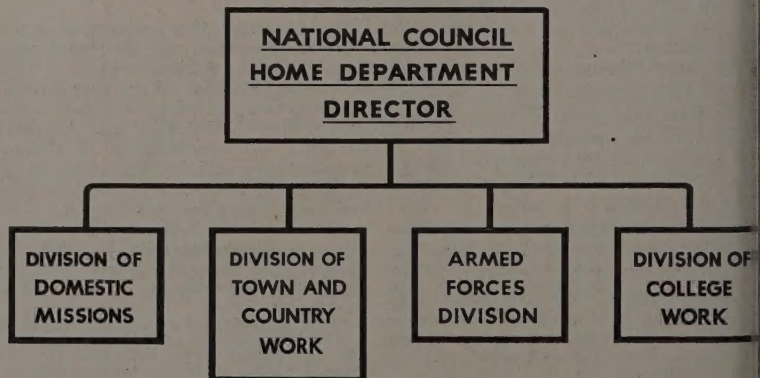 NATIONAL COUNCIL
HOME DEPARTMENT
DIRECTOR
DIVISION OF
DOMESTIC
MISSIONS
DIVISION OF
TOWN AND
COUNTRY
WORK
ARMED
FORCES
DIVISION
DIVISION OF
COLLEGE
WORK